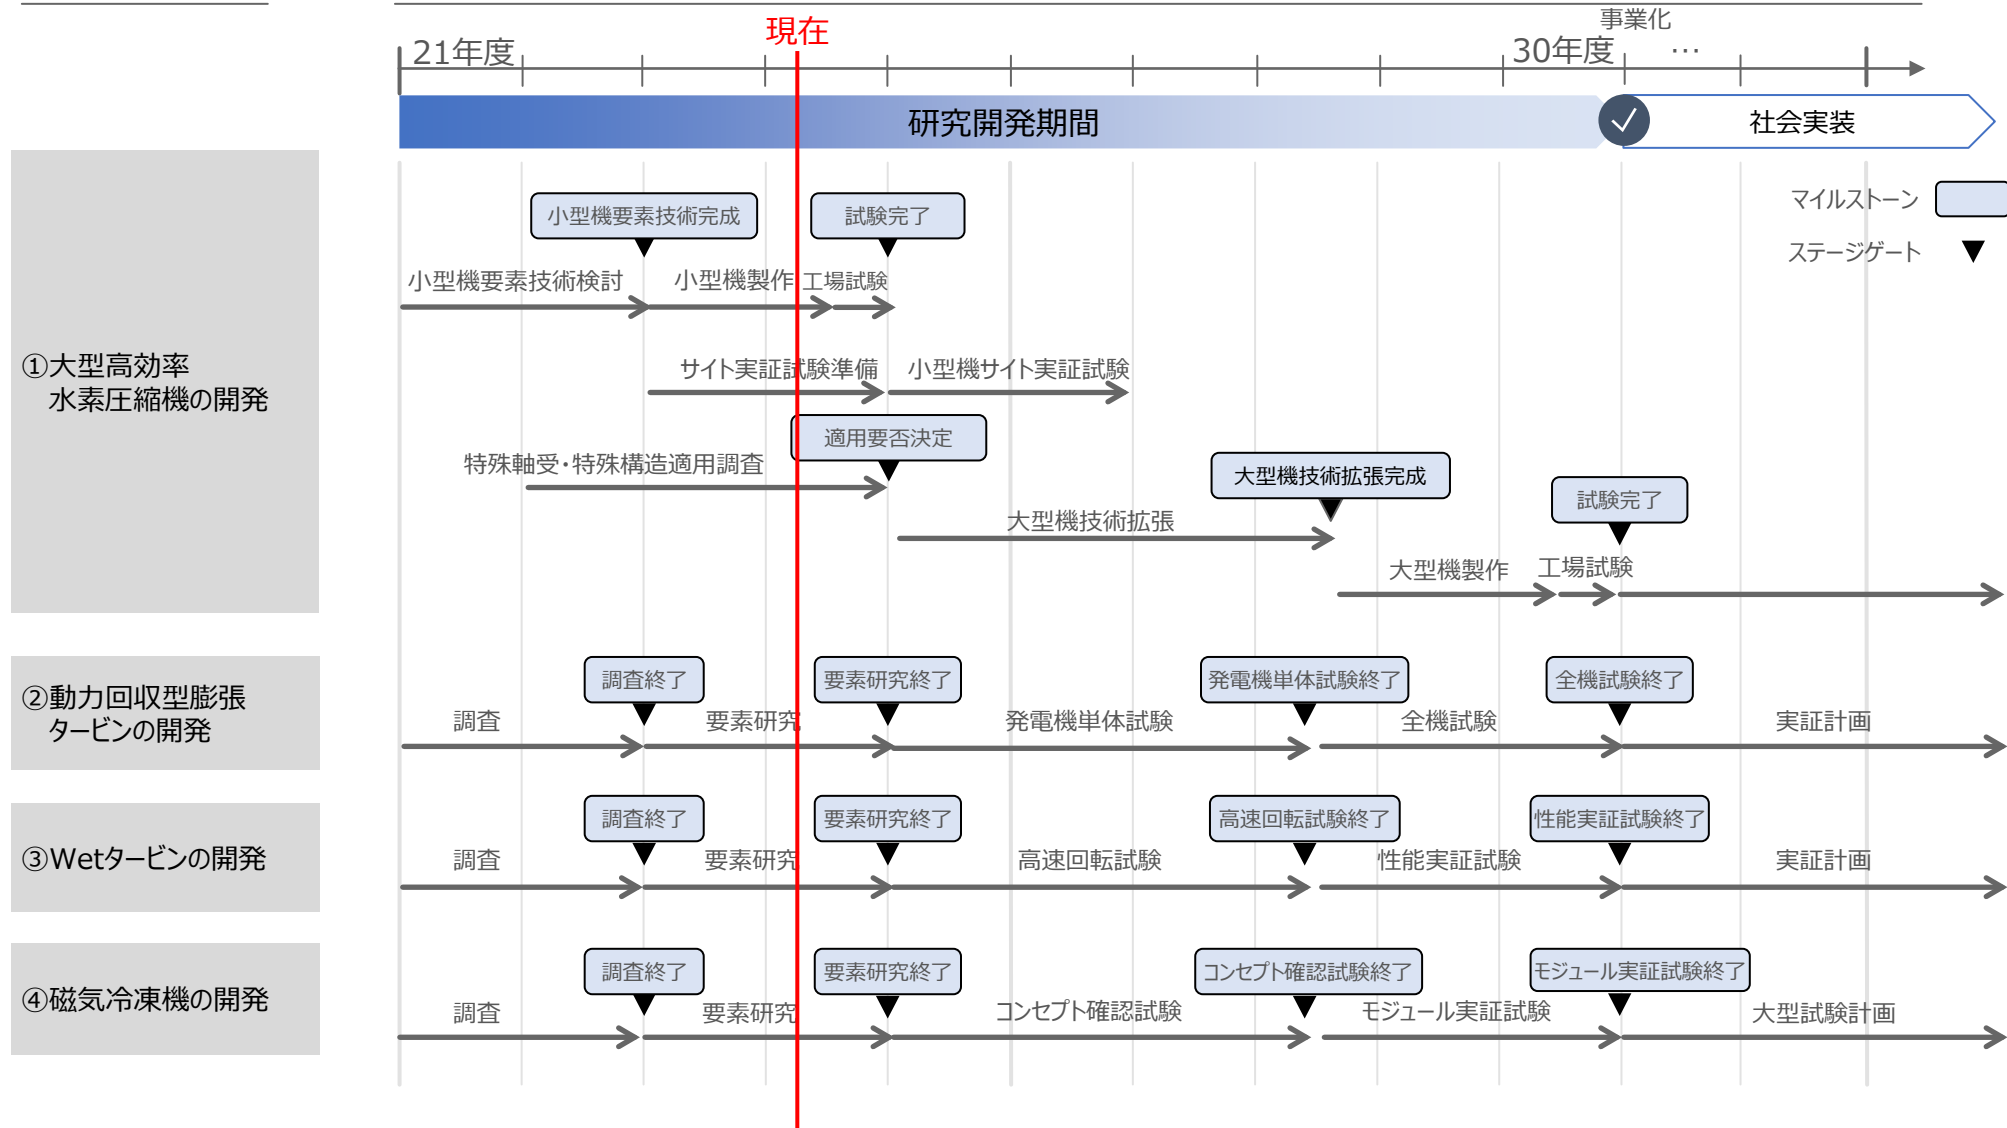 現在
事業化
21年度
30年度 …
研究開発期間
社会実装
マイルストーン
ステージゲート
①大型高効率
水素圧縮機の開発
小型機要素技術完成
試験完了
小型機要素技術検討
小型機製作
工場試験
サイト実証試験準備
小型機サイト実証試験
適用要否決定
特殊軸受・特殊構造適用調査
大型機技術拡張完成
試験完了
大型機技術拡張
大型機製作
工場試験
②動力回収型膨張
タービンの開発
調査終了
要素研究終了
発電機単体試験終了
全機試験終了
調査
要素研究
発電機単体試験
全機試験
実証計画
③Wetタービンの開発
調査終了
要素研究終了
高速回転試験終了
性能実証試験終了
調査
要素研究
高速回転試験
性能実証試験
実証計画
④磁気冷凍機の開発
調査終了
要素研究終了
コンセプト確認試験終了
モジュール実証試験終了
調査
要素研究
コンセプト確認試験
モジュール実証試験
大型試験計画